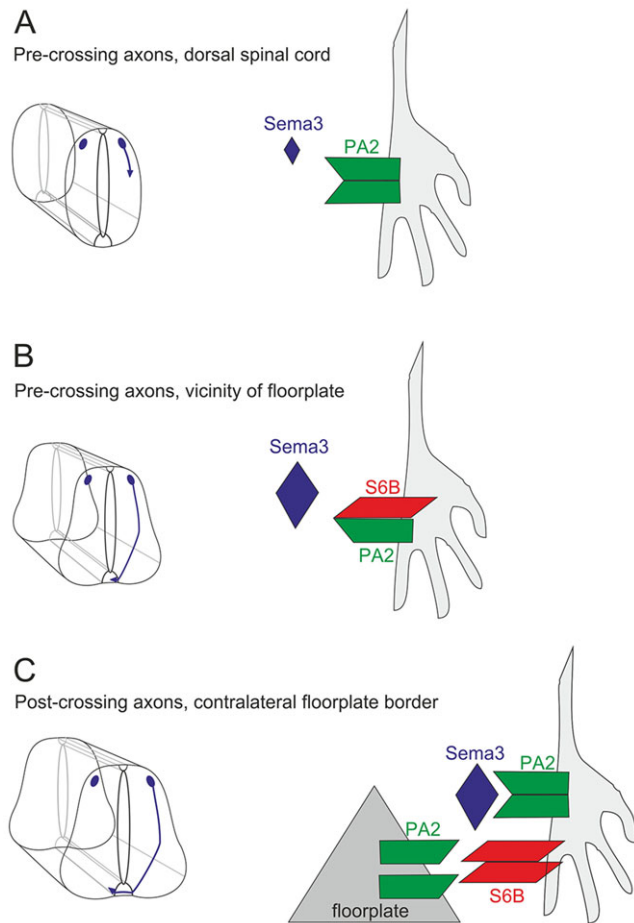 A
Pre-crossing axons, dorsal spinal cord
Sema3
PA2
B
Pre-crossing axons, vicinity of floorplate
Sema3
S6B
PA2
C
Post-crossing axons, contralateral floorplate border
Sema3
PA2
PA2
S6B
floorplate